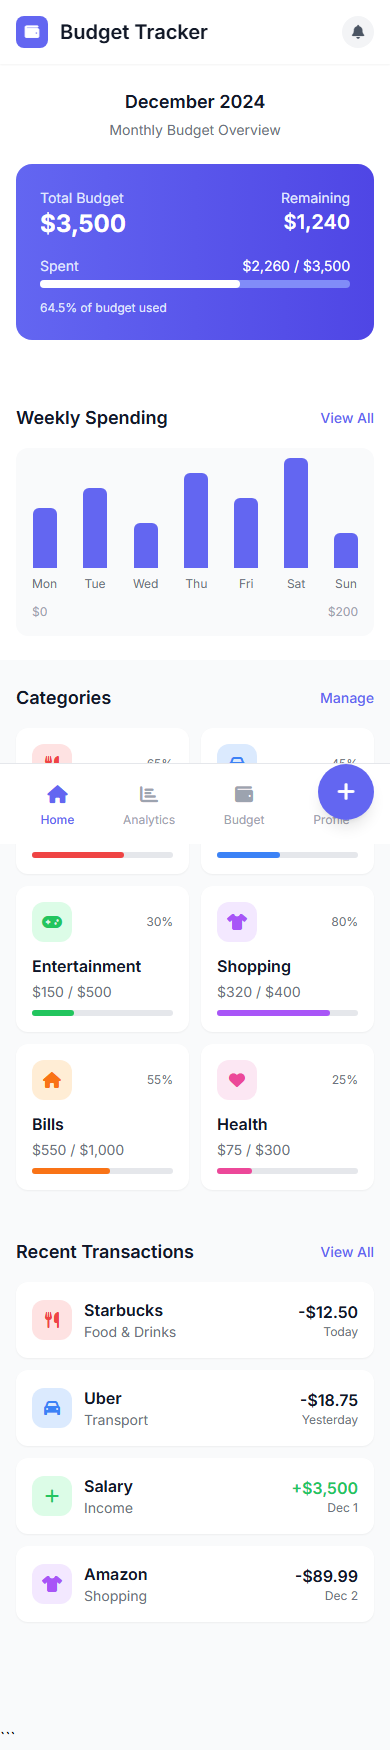 Budget Tracker
December 2024
Monthly Budget Overview
Total Budget Remaining
$3,500 $1,240
Spent $2,260 / $3,500
64.5% of budget used
Weekly Spending View All
Mon Tue Wed Thu Fri Sat Sun
$0 $200
Categories Manage
65% 45%
Home Analytics Budget Profile
30% 80%
Entertainment Shopping
$150 / $500 $320 / $400
55% 25%
Bills Health
$550 / $1,000 $75 / $300
Recent Transactions View All
Starbucks -$12.50
Food & Drinks Today
Uber -$18.75
Transport Yesterday
Salary +$3,500
Income Dec 1
Amazon -$89.99
Shopping Dec 2
```